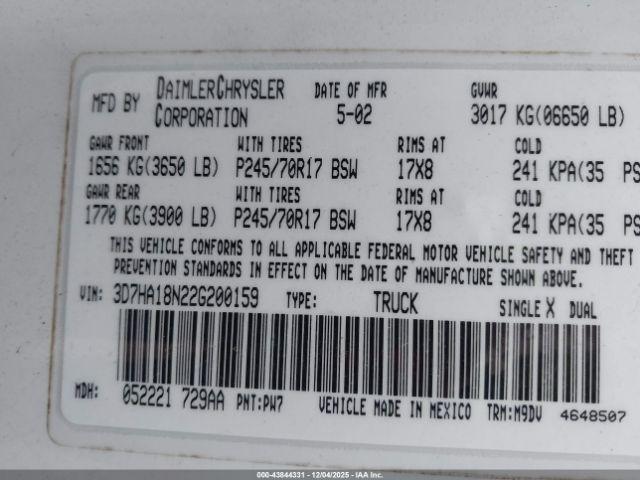 MFD BY DAIMLERCHRYSLER CORPORATION DATE OF MFR 5-02 GVWR 3017 KG(06650 LB)
GAWR FRONT WITH TIRES RIMS AT COLD
1656 KG(3650 LB) P245/70R17 BSW 17X8 241 KPA(35 PS
GAWR REAR WITH TIRES RIMS AT COLD
1770 KG(3900 LB) P245/70R17 BSW 17X8 241 KPA(35 PS
THIS VEHICLE CONFORMS TO ALL APPLICABLE FEDERAL MOTOR VEHICLE SAFETY AND THEFT
PREVENTION STANDARDS IN EFFECT ON THE DATE OF MANUFACTURE SHOWN ABOVE.
VIN: 3D7HA18N22G200159 TYPE: TRUCK SINGLE X DUAL
MDH: 052221 729AA PNT:PW7 VEHICLE MADE IN MEXICO TRM:M9DV 4648507
000-43844331 - 12/04/2025 - IAA Corp.